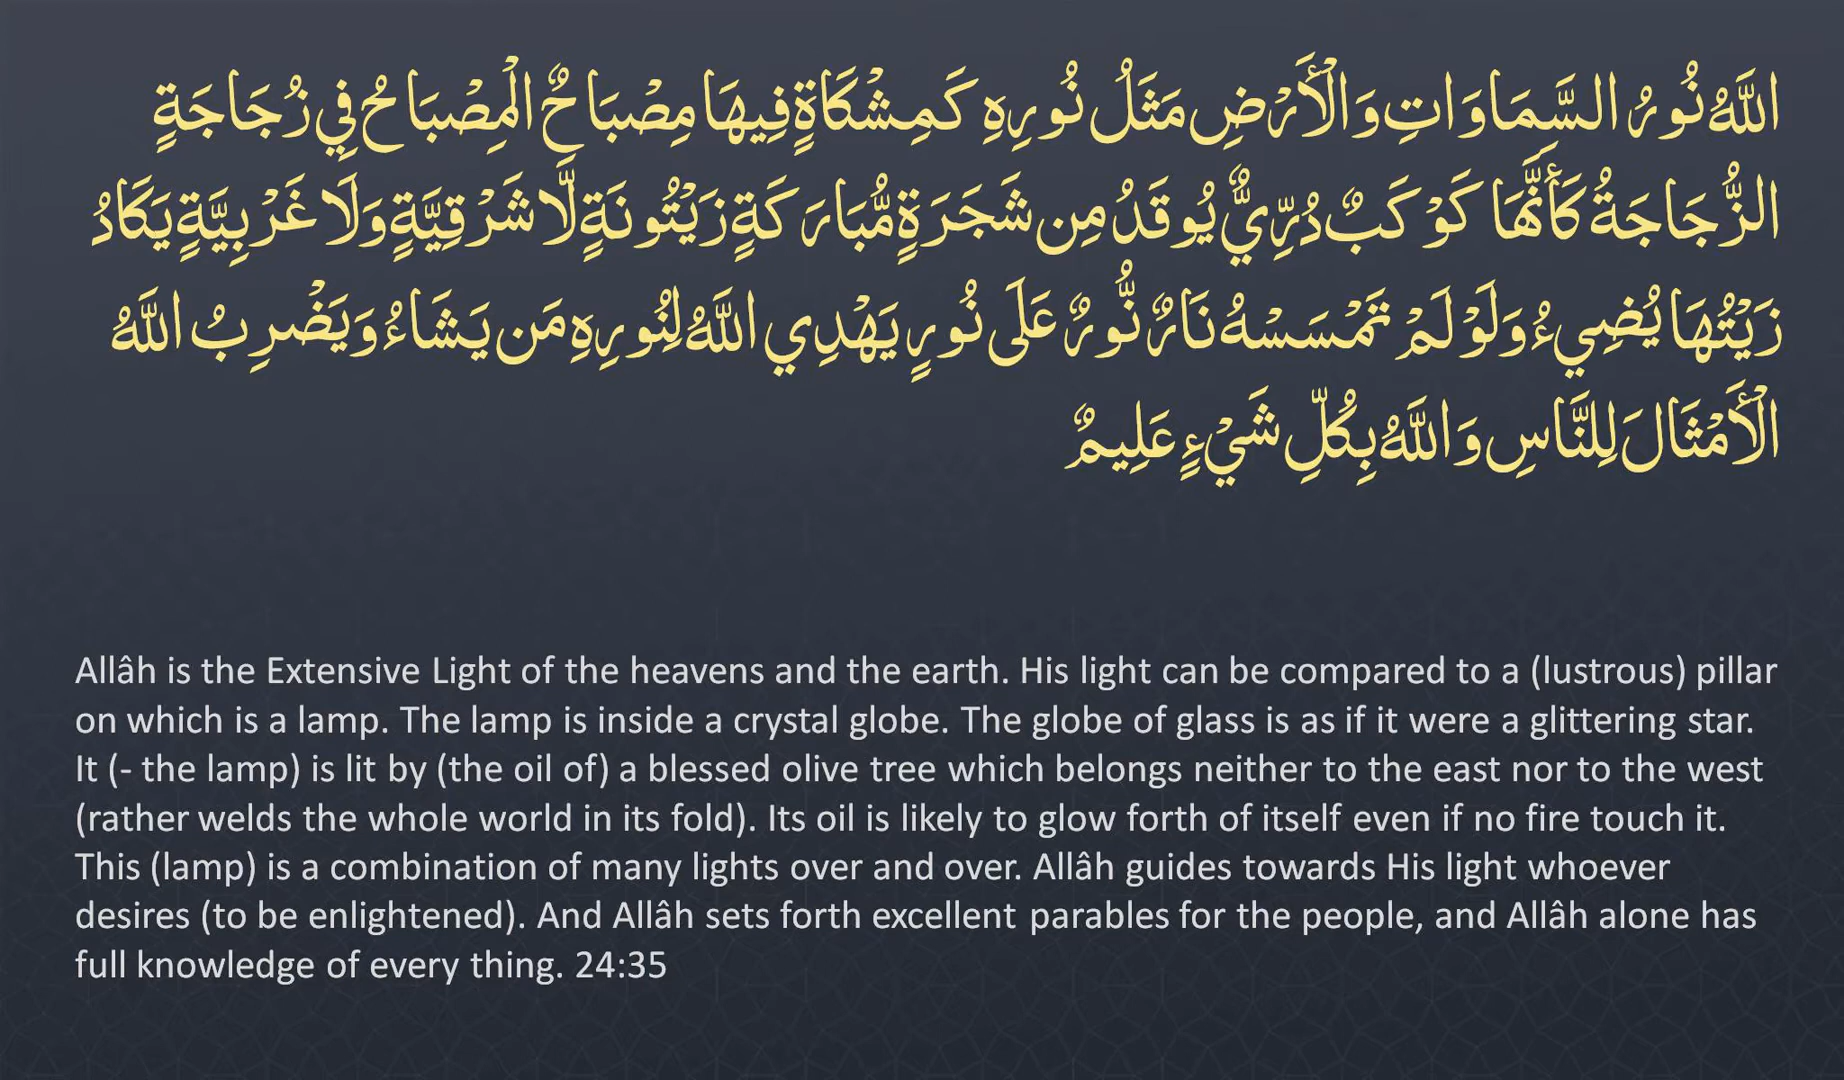 اللَّهُ نُورُ السَّمَاوَاتِ وَالْأَرْضِ مَثَلُ نُورِهِ كَمِشْكَاةٍ فِيهَا مِصْبَاحٌ الْمِصْبَاحُ فِي زُجَاجَةٍ
الزُّجَاجَةُ كَأَنَّهَا كَوْكَبٌ دُرِّيٌّ يُوقَدُ مِن شَجَرَةٍ مُّبَارَكَةٍ زَيْتُونَةٍ لَّا شَرْقِيَّةٍ وَلَا غَرْبِيَّةٍ يَكَادُ
زَيْتُهَا يُضِيءُ وَلَوْ لَمْ تَمْسَسْهُ نَارٌ نُّورٌ عَلَى نُورٍ يَهْدِي اللَّهُ لِنُورِهِ مَن يَشَاءُ وَيَضْرِبُ اللَّهُ
الْأَمْثَالَ لِلنَّاسِ وَاللَّهُ بِكُلِّ شَيْءٍ عَلِيمٌ
Allâh is the Extensive Light of the heavens and the earth. His light can be compared to a (lustrous) pillar
on which is a lamp. The lamp is inside a crystal globe. The globe of glass is as if it were a glittering star.
It (- the lamp) is lit by (the oil of) a blessed olive tree which belongs neither to the east nor to the west
(rather welds the whole world in its fold). Its oil is likely to glow forth of itself even if no fire touch it.
This (lamp) is a combination of many lights over and over. Allâh guides towards His light whoever
desires (to be enlightened). And Allâh sets forth excellent parables for the people, and Allâh alone has
full knowledge of every thing. 24:35